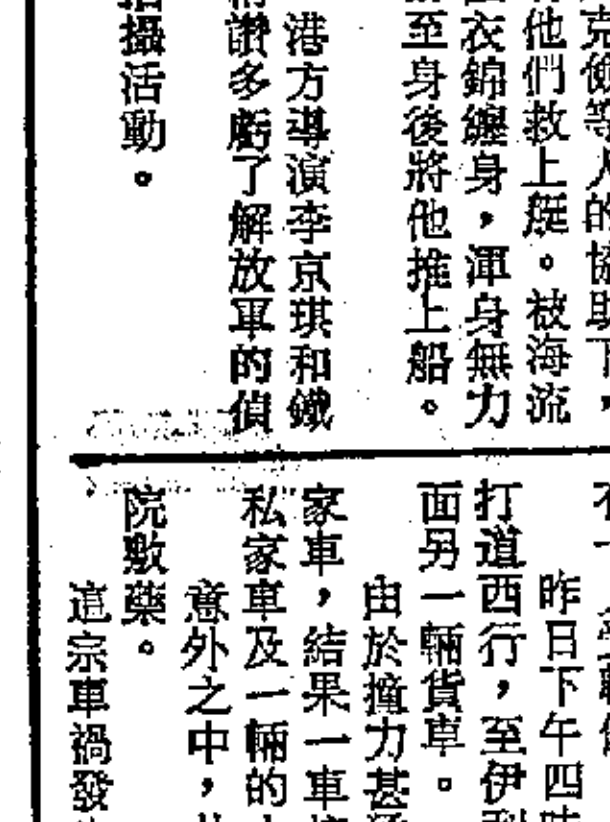 等人的協助下，
他們救上艇。被海流
衣錦纏身，渾身無力
至身後將他推上船。
港方導演李京琪和鐵
讚多虧了解放軍的偵
攝活動。
昨日下午四時
打道西行，至伊利
面另一輛貨車。
由於撞力甚
家車，結果一車撞
私家車及一輛的
意外之中，
院敷藥。
這宗車禍發